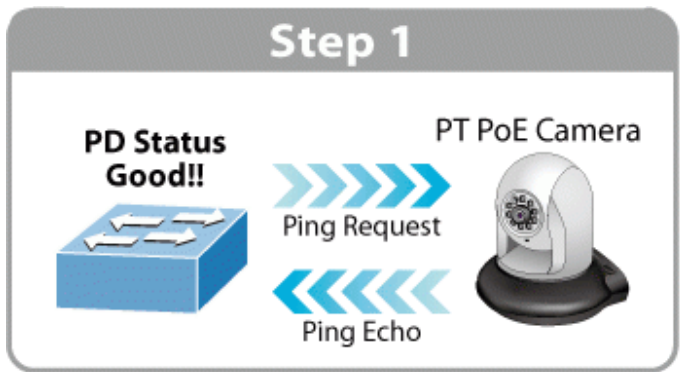 Step 1
PD Status
Good!!
PT PoE Camera
Ping Request
Ping Echo